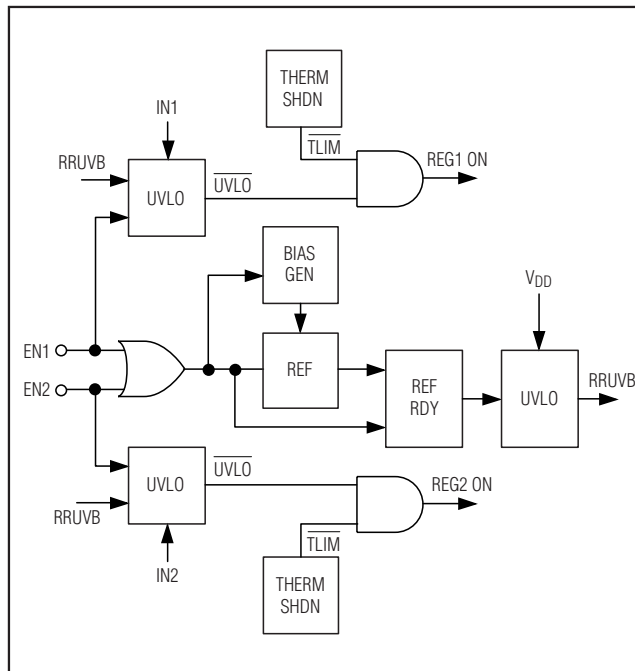 THERM
SHDN
IN1
TLIM
REG1 ON
RRUVB
UVLO
UVLO
BIAS
GEN
VDD
EN1
REF
REF
RDY
UVLO
RRUVB
EN2
UVLO
UVLO
REG2 ON
RRUVB
TLIM
IN2
THERM
SHDN